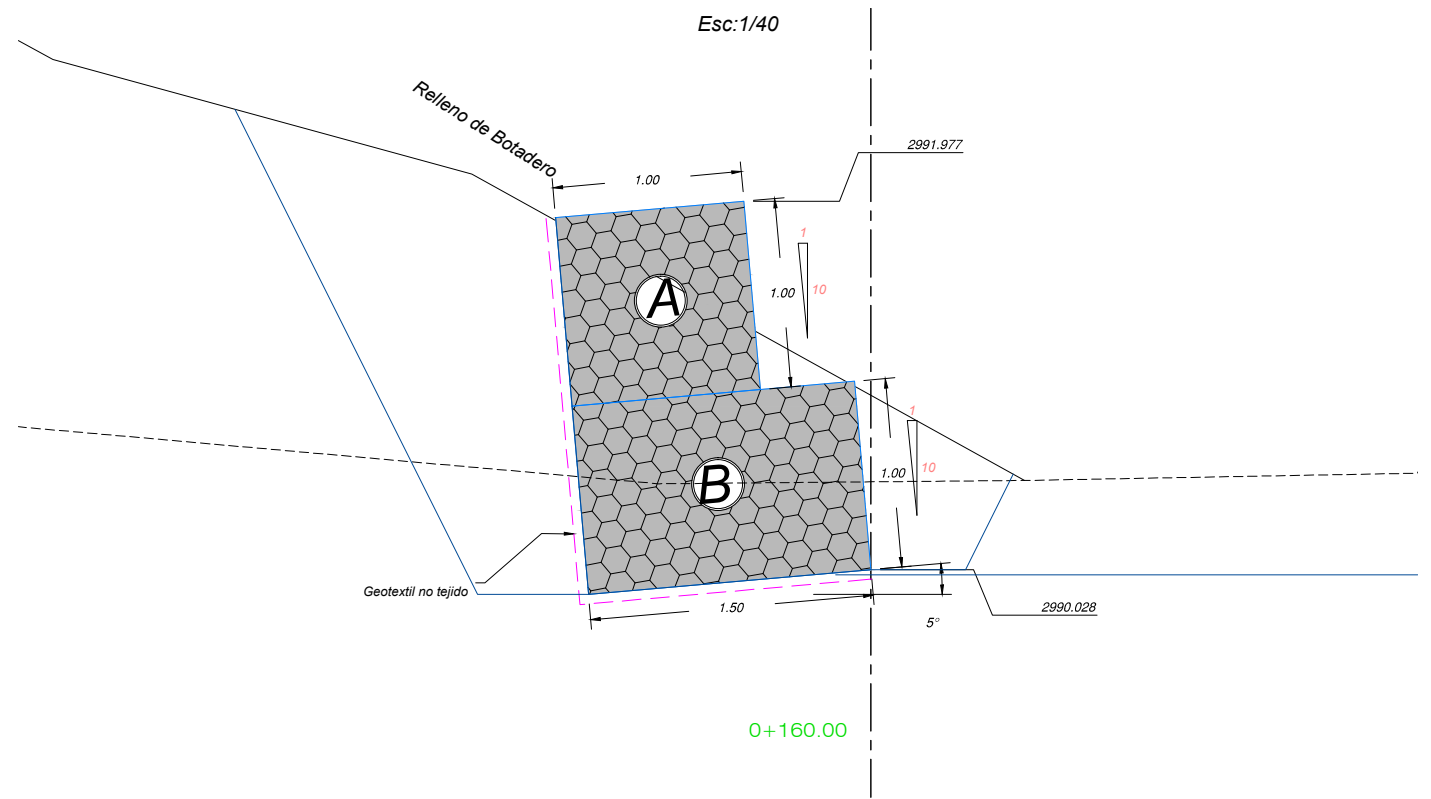 Esc:1/40
Relleno de Botadero
2991.977
1.00
1
10
1.00
A
1
10
1.00
B
Geotextil no tejido
1.50
2990.028
5°
0+160.00